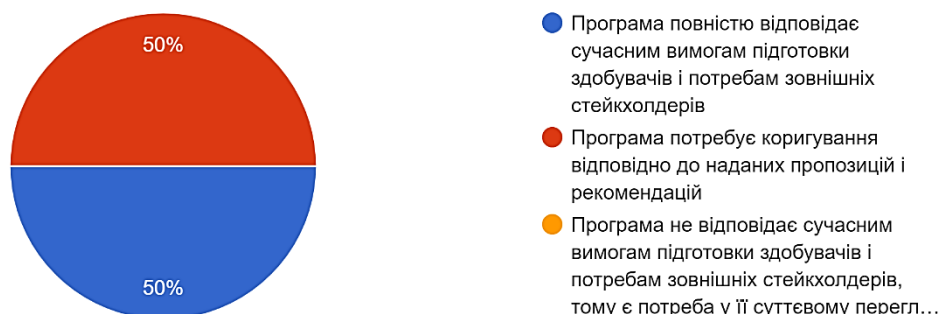 50%
50%
Програма повністю відповідає
сучасним вимогам підготовки
здобувачів і потребам зовнішніх
стейкхолдерів
Програма потребує коригування
відповідно до наданих пропозицій і
рекомендацій
Програма не відповідає сучасним
вимогам підготовки здобувачів і
потребам зовнішніх стейкхолдерів,
тому є потреба у її суттєвому перегл…